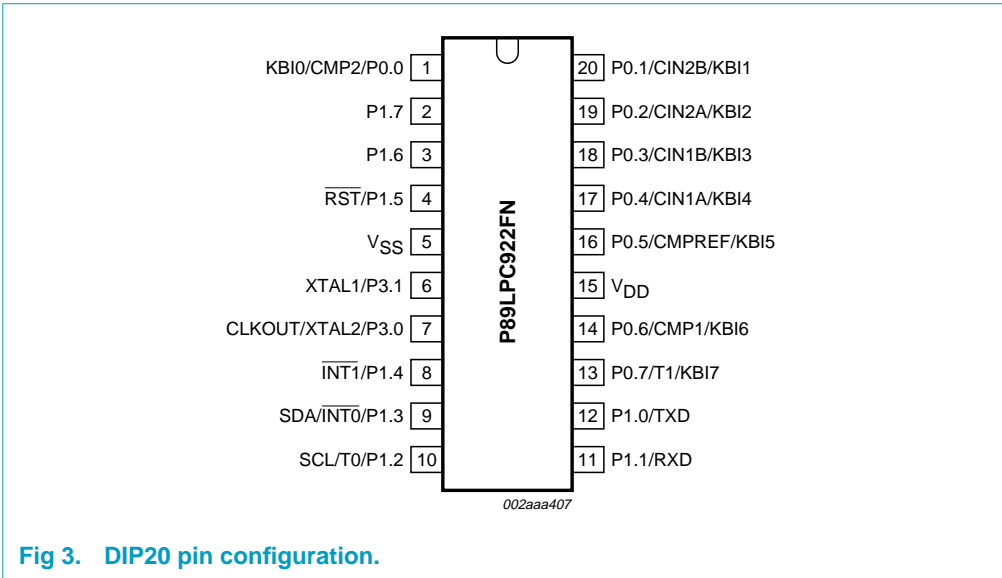 KBI0/CMP2/P0.0 1
P1.7 2
P1.6 3
RST/P1.5 4
VSS 5
XTAL1/P3.1 6
CLKOUT/XTAL2/P3.0 7
INT1/P1.4 8
SDA/INT0/P1.3 9
SCL/T0/P1.2 10
P89LPC922FN
20 P0.1/CIN2B/KBI1
19 P0.2/CIN2A/KBI2
18 P0.3/CIN1B/KBI3
17 P0.4/CIN1A/KBI4
16 P0.5/CMPREF/KBI5
15 VDD
14 P0.6/CMP1/KBI6
13 P0.7/T1/KBI7
12 P1.0/TXD
11 P1.1/RXD
002aaa407
Fig 3. DIP20 pin configuration.